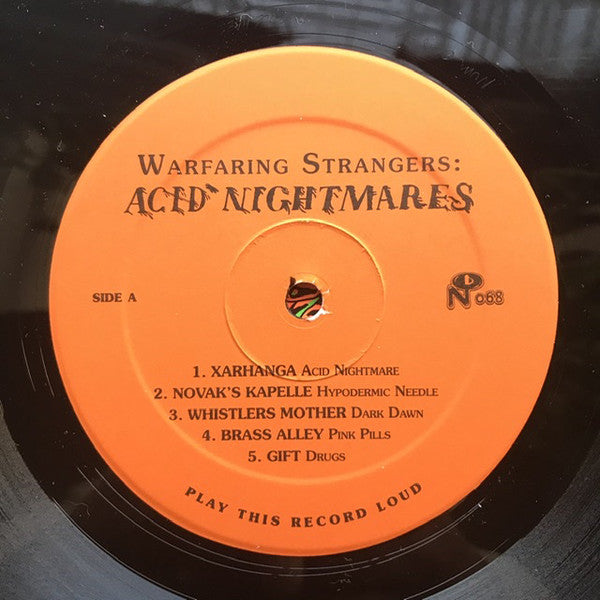 WARFARING STRANGERS:
ACID NIGHTMARES
SIDE A
N 068
1. XARHANGA ACID NIGHTMARE
2. NOVAK'S KAPELLE HYPODERMIC NEEDLE
3. WHISTLERS MOTHER DARK DAWN
4. BRASS ALLEY PINK PILLS
5. GIFT DRUGS
PLAY THIS RECORD LOUD